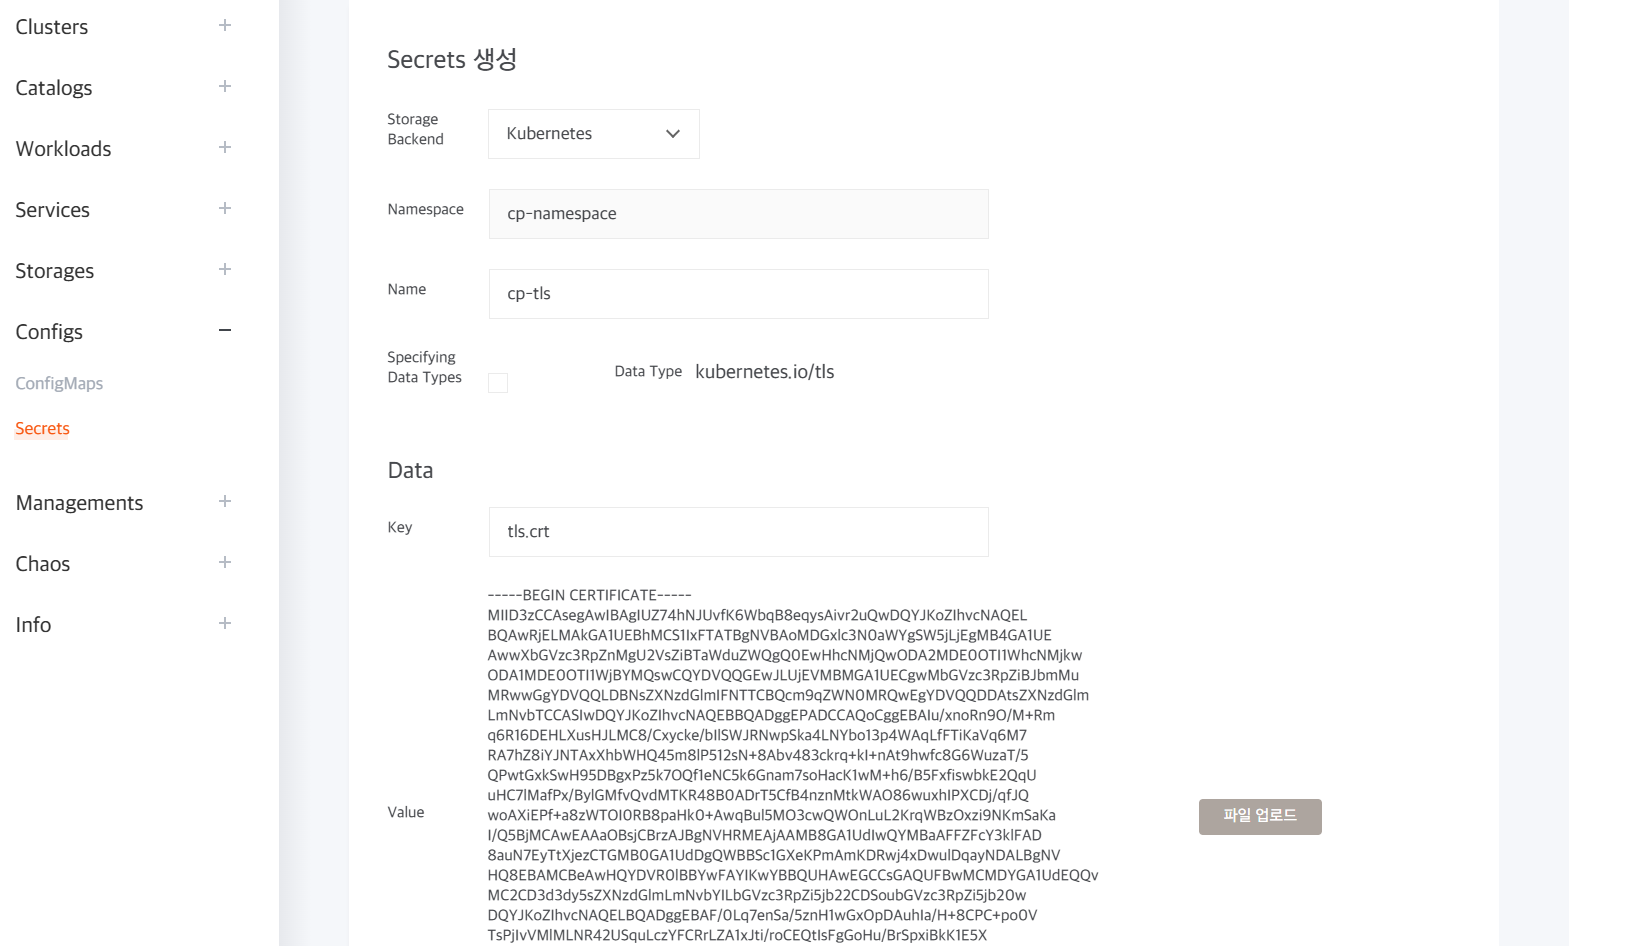 Clusters
Catalogs
Workloads
Services
Storages
Configs
ConfigMaps
Secrets
Managements
Chaos
Info
Secrets 생성
Storage
Backend
Kubernetes
Namespace
cp-namespace
Name
cp-tls
Specifying
Data Types
Data Type kubernetes.io/tls
Data
Key
tls.crt
Value
-----BEGIN CERTIFICATE-----
MIID3zCCAsegAwIBAgIUZ74hNJUvfK6WbqB8eqysAivr2uQwDQYJKoZIhvcNAQEL
BQAwRjELMAkGA1UEBhMCS1IxFTATBgNVBAoMDGxlc3N0aWYgSW5jLjEgMB4GA1UE
AwwXbGVzc3RpZnMgU2VsZiBTaWduZWQgQ0EwHhcNMjQwODA2MDE0OTI1WhcNMjkw
ODA1MDE0OTI1WjBYMQswCQYDVQQGEwJLUjEVMBMGA1UECgwMbGVzc3RpZiBJbmMu
MRwwGgYDVQQLDBNsZXNzdGlmIFNTTCBQcm9qZWN0MRQwEgYDVQQDDAtsZXNzdGlm
LmNvbTCCASIwDQYJKoZIhvcNAQEBBQADggEPADCCAQoCggEBAIu/xnoRn9O/M+Rm
q6R16DEHLXusHJLMC8/Cxycke/bIlSWJRNwpSka4LNYbo13p4WAqLfFTiKaVq6M7
RA7hZ8iYJNTAxXhbWHQ45m8lP512sN+8Abv483ckrq+kI+nAt9hwfc8G6WuzaT/5
QPwtGxkSwH95DBgxPz5k7OQf1eNC5k6Gnam7soHacK1wM+h6/B5FxfiswbkE2QqU
uHC7lMafPx/BylGMfvQvdMTKR48B0ADrT5CfB4nznMtkWAO86wuxhIPXCDj/qfJQ
woAXiEPf+a8zWTOI0RB8paHk0+AwqBul5MO3cwQWOnLuL2KrqWBzOxzi9NKmSaKa
I/Q5BjMCAwEAAaOBsjCBrzAJBgNVHRMEAjAAMB8GA1UdIwQYMBaAFFZFcY3klFAD
8auN7EyTtXjezCTGMB0GA1UdDgQWBBSc1GXeKPmAmKDRwj4xDwulDqayNDALBgNV
HQ8EBAMCBeAwHQYDVR0lBBYwFAYIKwYBBQUHAwEGCCsGAQUFBwMCMDYGA1UdEQQv
MC2CD3d3dy5sZXNzdGlmLmNvbYILbGVzc3RpZi5jb22CDSoubGVzc3RpZi5jb20w
DQYJKoZIhvcNAQELBQADggEBAF/0Lq7enSa/5znH1wGxOpDAuhIa/H+8CPC+po0V
TsPjIvVMlMLNR42USquLczYFCRrLZA1xJti/roCEQtIsFgGoHu/BrSpxiBkK1E5X
파일 업로드